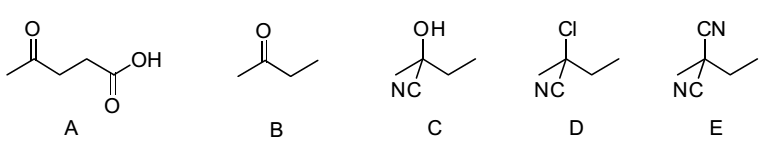 O OH O A
O B
OH NC C
Cl NC D
CN NC E